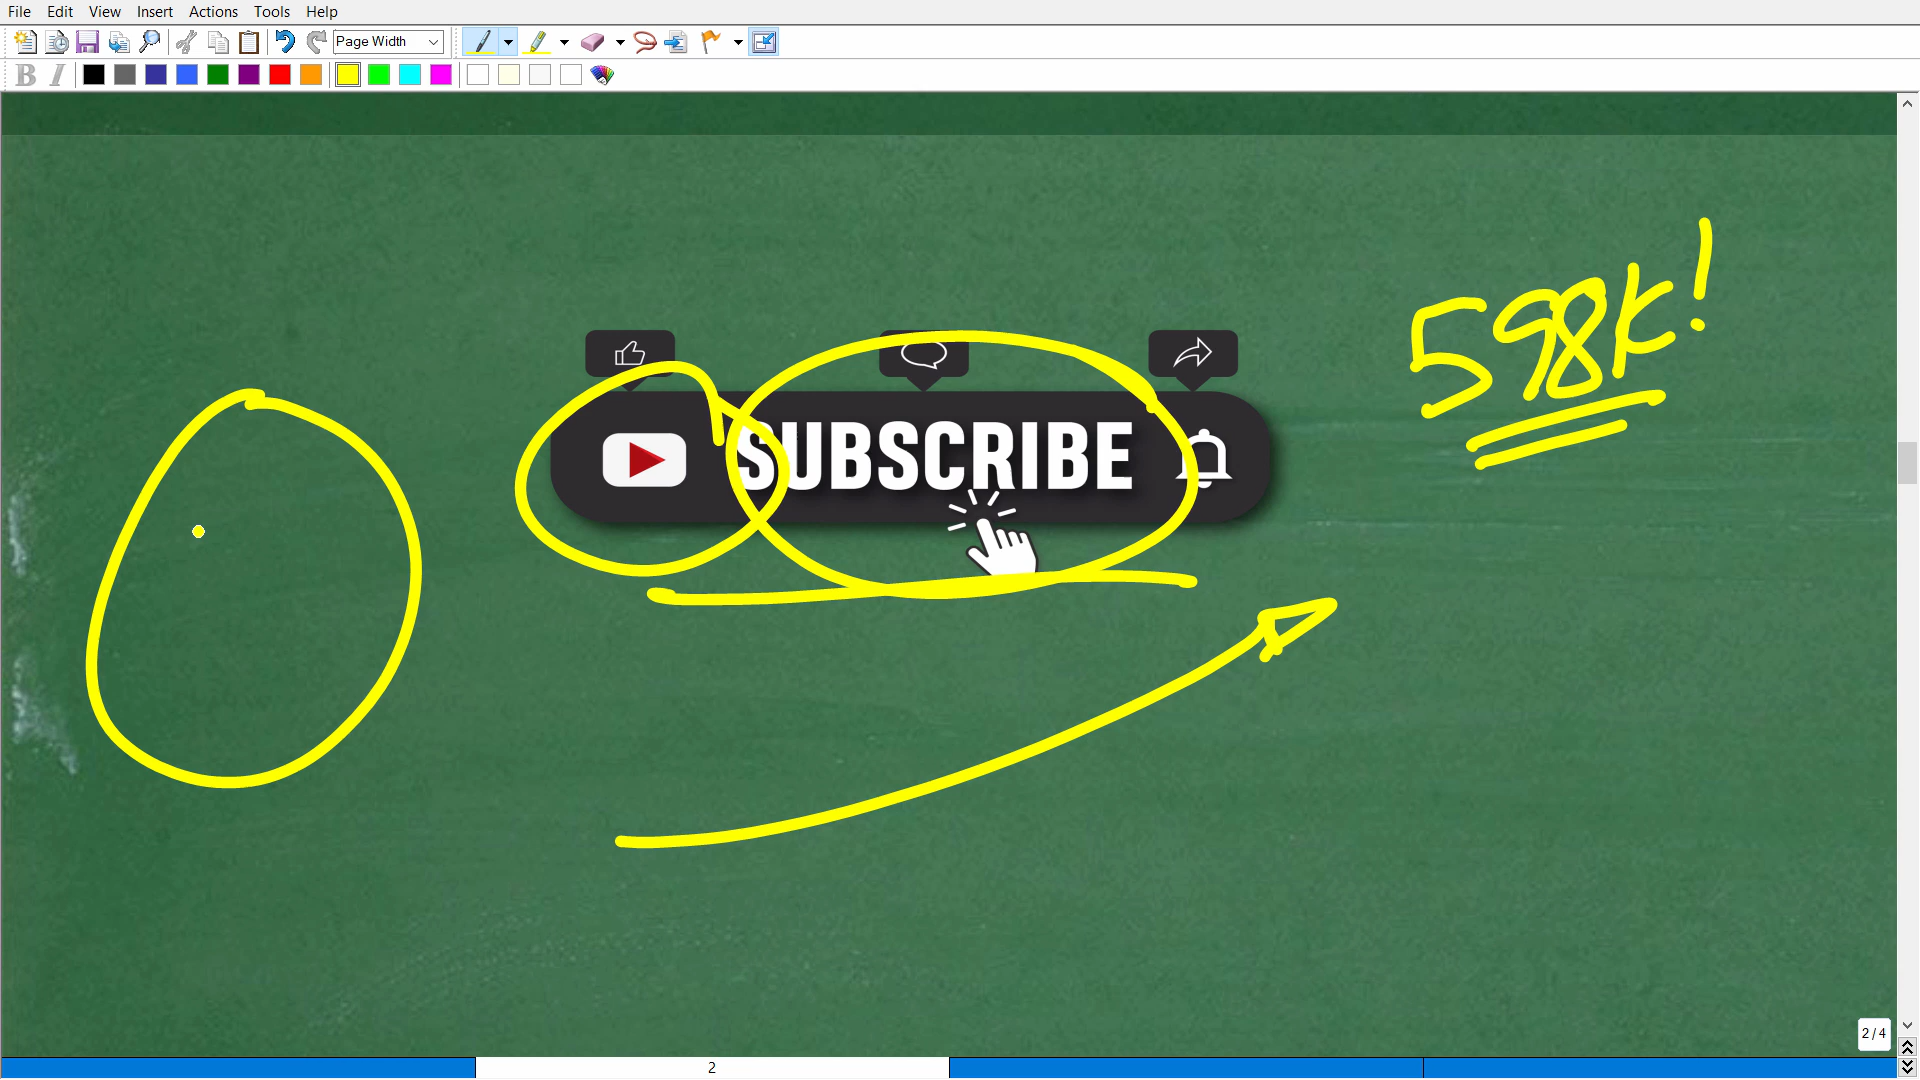 File Edit View Insert Actions Tools Help
Page Width
B I
598K!
SUBSCRIBE
2 / 4
2